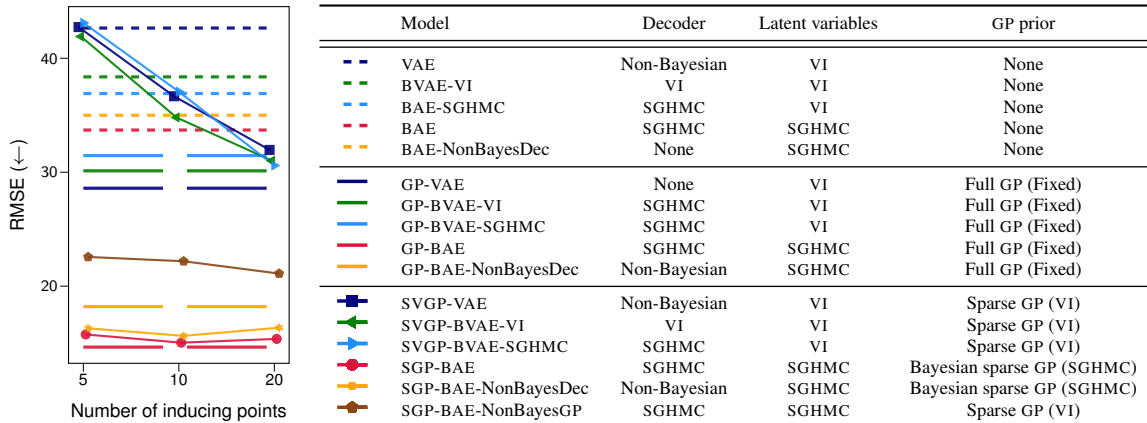 40
30
20
RMSE (←)
5 10 20
Number of inducing points
Model Decoder Latent variables GP prior
VAE Non-Bayesian VI None
BVAE-VI VI VI None
BAE-SGHMC SGHMC VI None
BAE SGHMC SGHMC None
BAE-NonBayesDec None SGHMC None
GP-VAE None VI Full GP (Fixed)
GP-BVAE-VI SGHMC VI Full GP (Fixed)
GP-BVAE-SGHMC SGHMC VI Full GP (Fixed)
GP-BAE SGHMC SGHMC Full GP (Fixed)
GP-BAE-NonBayesDec Non-Bayesian SGHMC Full GP (Fixed)
SVGP-VAE Non-Bayesian VI Sparse GP (VI)
SVGP-BVAE-VI VI VI Sparse GP (VI)
SVGP-BVAE-SGHMC SGHMC VI Sparse GP (VI)
SGP-BAE SGHMC SGHMC Bayesian sparse GP (SGHMC)
SGP-BAE-NonBayesDec Non-Bayesian SGHMC Bayesian sparse GP (SGHMC)
SGP-BAE-NonBayesGP SGHMC SGHMC Sparse GP (VI)